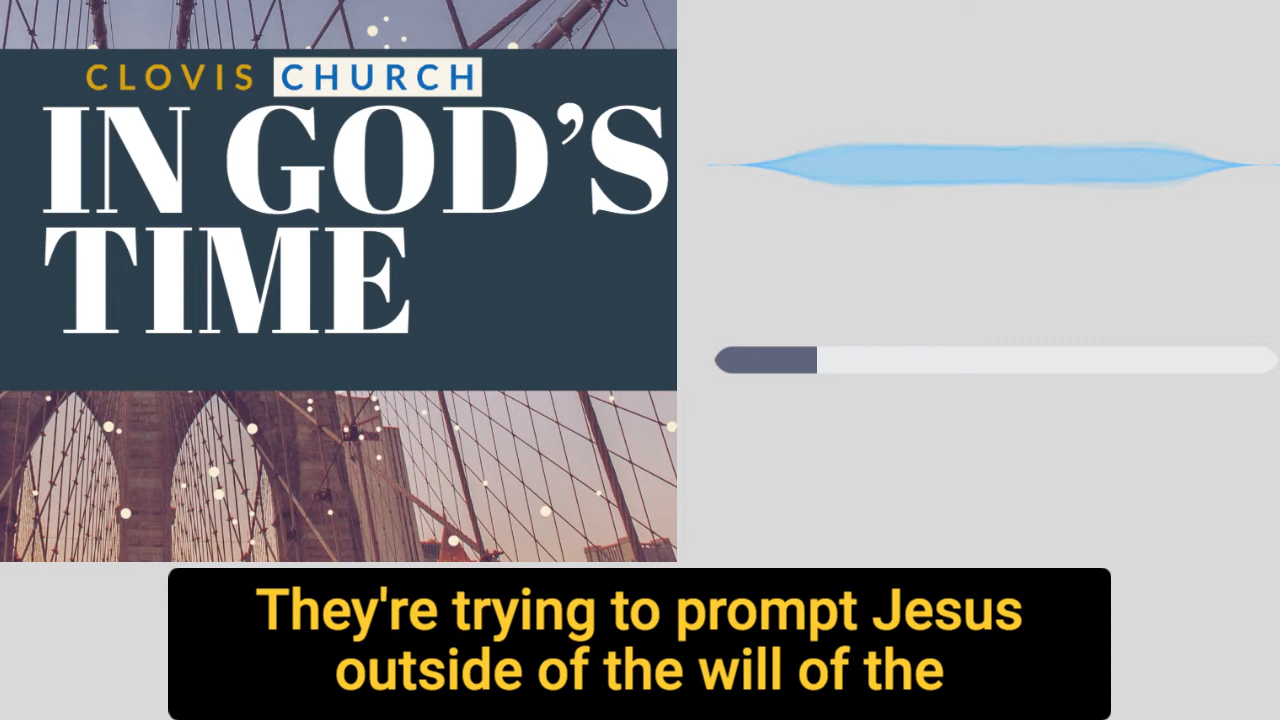 CLOVIS CHURCH
IN GOD'S
TIME
They're trying to prompt Jesus
outside of the will of the